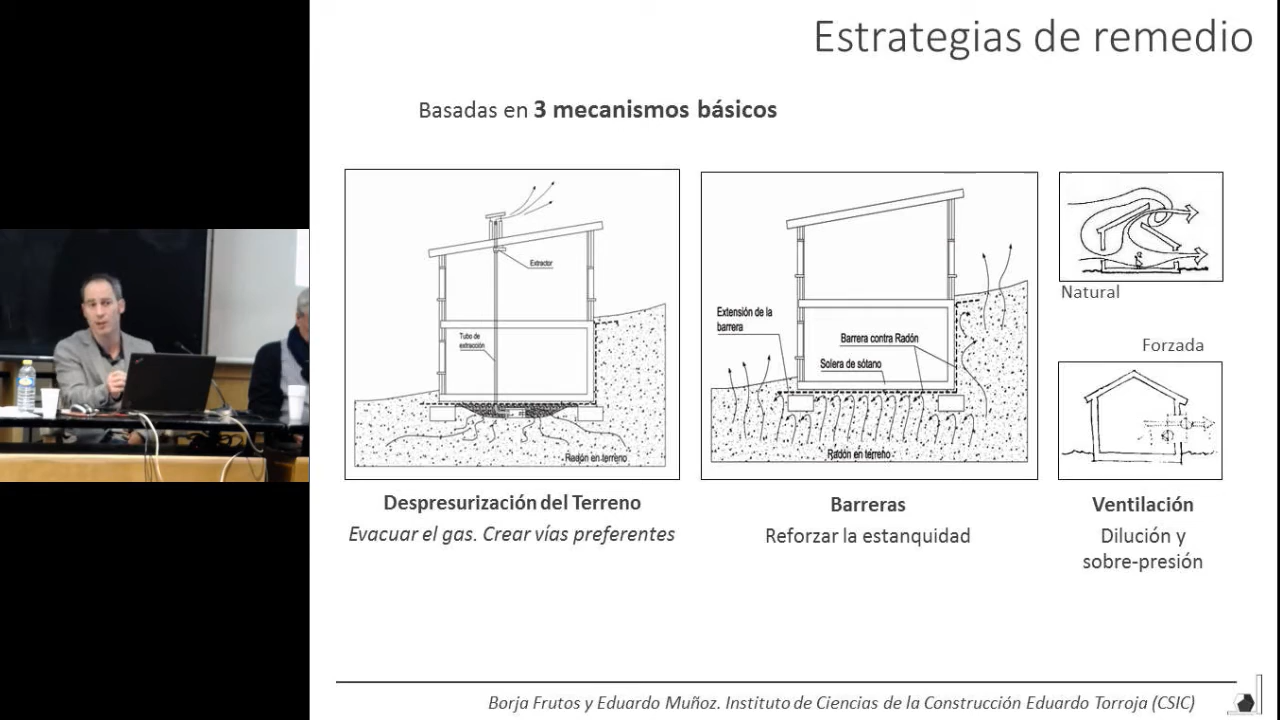 Estrategias de remedio
Basadas en 3 mecanismos básicos
Extractor
Tubo de
extracción
Radón en terreno
Despresurización del Terreno
Evacuar el gas. Crear vías preferentes
Extensión de la
barrera
Barrera contra Radón
Solera de sótano
Radón en terreno
Barreras
Reforzar la estanquidad
Natural
Forzada
Ventilación
Dilución y
sobre-presión
Borja Frutos y Eduardo Muñoz. Instituto de Ciencias de la Construcción Eduardo Torroja (CSIC)